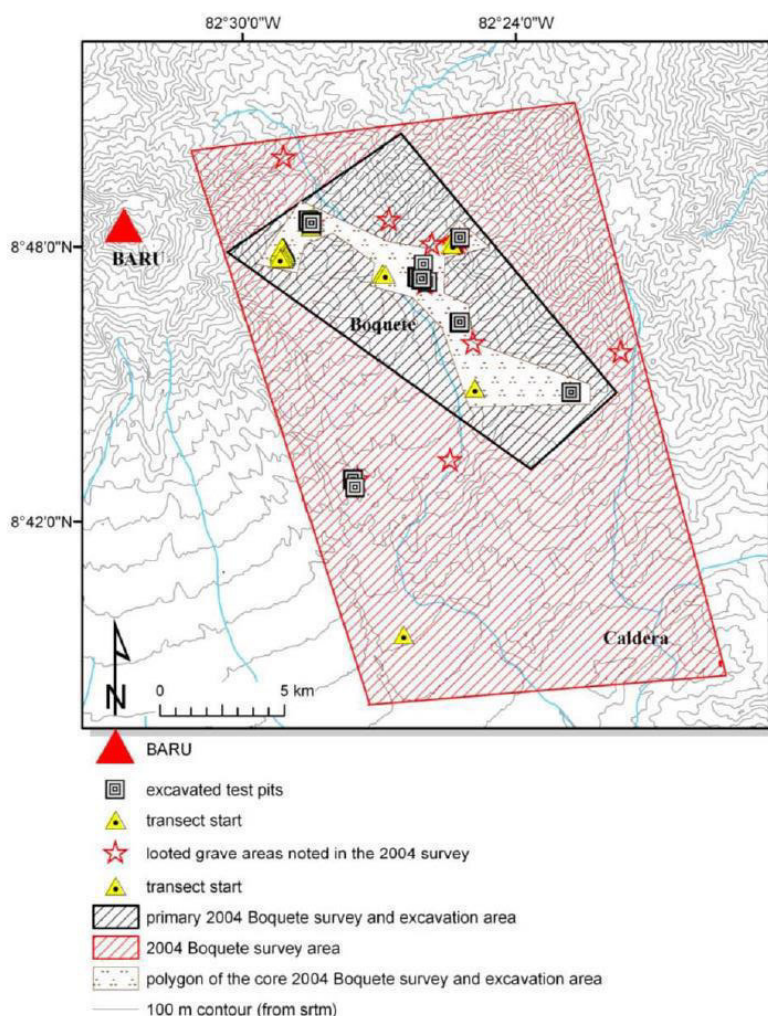 82°30'0"W
82°24'0"W
8°48'0"N
BARU
Boquete
8°42'0"N
Caldera
N
0
5 km
BARU
excavated test pits
transect start
looted grave areas noted in the 2004 survey
transect start
primary 2004 Boquete survey and excavation area
2004 Boquete survey area
polygon of the core 2004 Boquete survey and excavation area
100 m contour (from srtm)